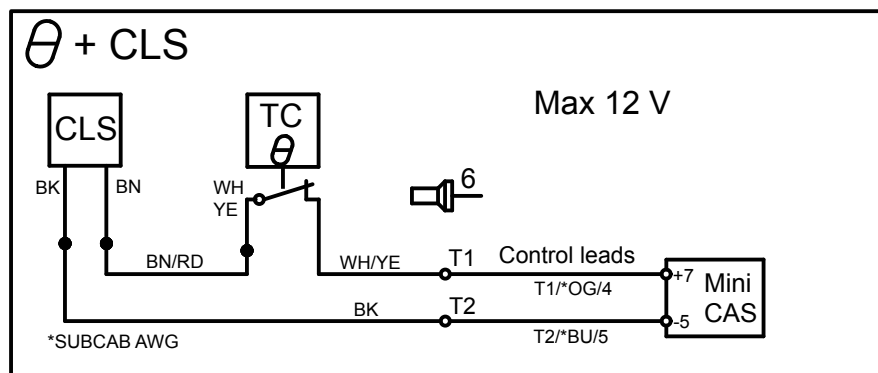 θ + CLS
Max 12 V
CLS
TC
θ
BK
BN
WH
YE
6
BN/RD
WH/YE
T1
Control leads
T1/*OG/4
+7
Mini
CAS
BK
T2
T2/*BU/5
-5
*SUBCAB AWG